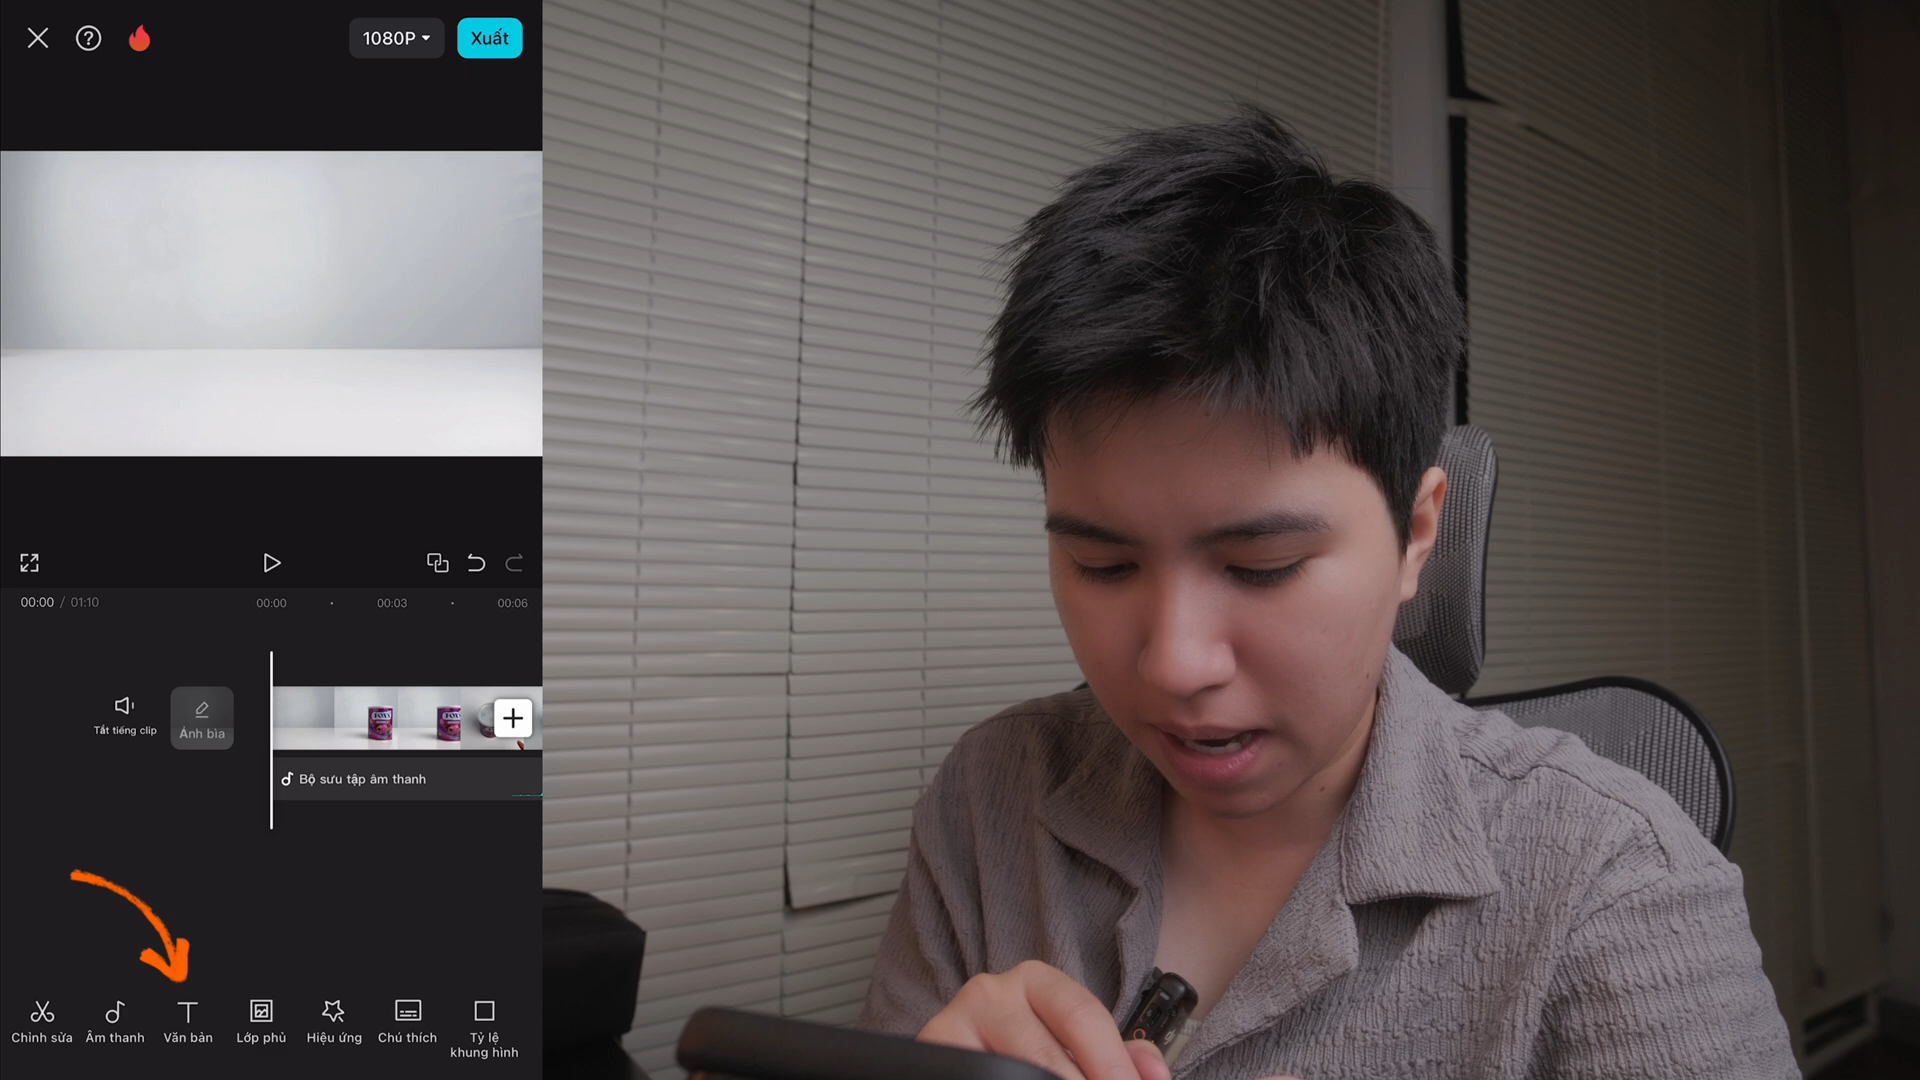 1080P
Xuất
00:00 / 01:10
00:00
00:03
00:06
Tắt tiếng clip
Ảnh bìa
FOX'S
FOX'S
Bộ sưu tập âm thanh
Chỉnh sửa
Âm thanh
Văn bản
Lớp phủ
Hiệu ứng
Chú thích
Tỷ lệ
khung hình